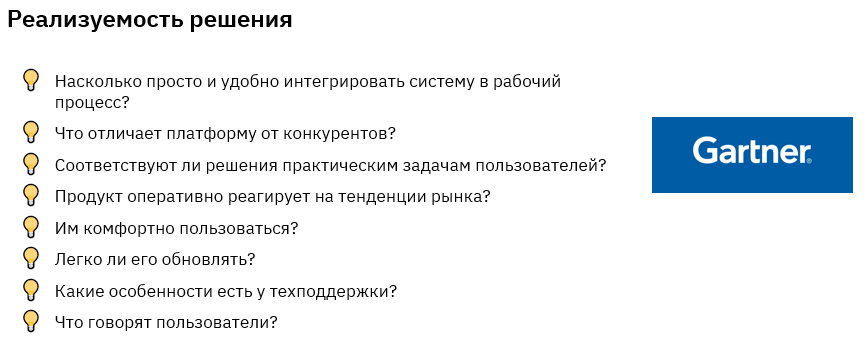 Реализуемость решения
Насколько просто и удобно интегрировать систему в рабочий
процесс?
Что отличает платформу от конкурентов?
Соответствуют ли решения практическим задачам пользователей?
Продукт оперативно реагирует на тенденции рынка?
Им комфортно пользоваться?
Легко ли его обновлять?
Какие особенности есть у техподдержки?
Что говорят пользователи?
Gartner®